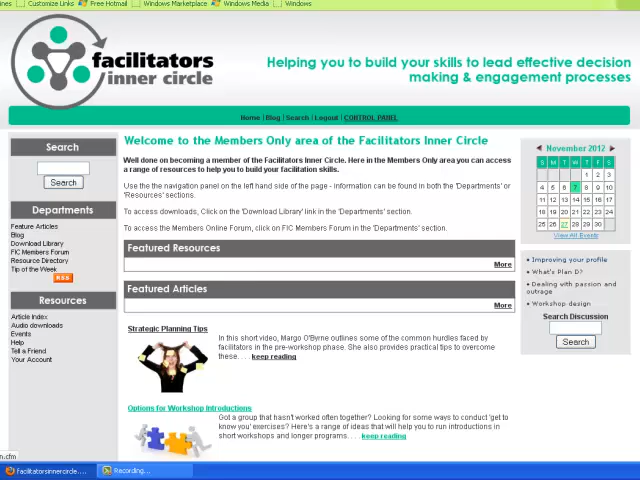 Customize Links Free Hotmail Windows Marketplace Windows Media Windows
facilitators
inner circle
Helping you to build your skills to lead effective decision
making & engagement processes
Home | Blog | Search | Logout | CONTROL PANEL
Search
Search
Departments
Feature Articles
Blog
Download Library
FIC Members Forum
Resource Directory
Tip of the Week
RSS
Resources
Article Index
Audio downloads
Events
Help
Tell a Friend
Your Account
Welcome to the Members Only area of the Facilitators Inner Circle
Well done on becoming a member of the Facilitators Inner Circle. Here in the Members Only area you can access
a range of resources to help you to build your facilitation skills.
Use the the navigation panel on the left hand side of the page - information can be found in both the 'Departments' or
'Resources' sections.
To access downloads, Click on the 'Download Library' link in the 'Departments' section.
To access the Members Online Forum, click on FIC Members Forum in the 'Departments' section.
Featured Resources
More
Featured Articles
More
Strategic Planning Tips
In this short video, Margo O'Bryne outlines some of the common hurdles faced by
facilitators in the pre-workshop phase. She also provides practical tips to overcome
these. . . . keep reading
Options for Workshop Introductions
Got a group that hasn't worked often together? Looking for some ways to conduct 'get to
know you' exercises? Here's a range of ideas that will help you to run introductions in
short workshops and longer programs. . . . keep reading
November 2012
S M T W T F S
1 2 3
4 5 6 7 8 9 10
11 12 13 14 15 16 17
18 19 20 21 22 23 24
25 26 27 28 29 30
View All Events
Improving your profile
What's Plan D?
Dealing with passion and
outrage
Workshop design
Search Discussion
Search
n.cfm
facilitatorsinnercircle....
Recording...